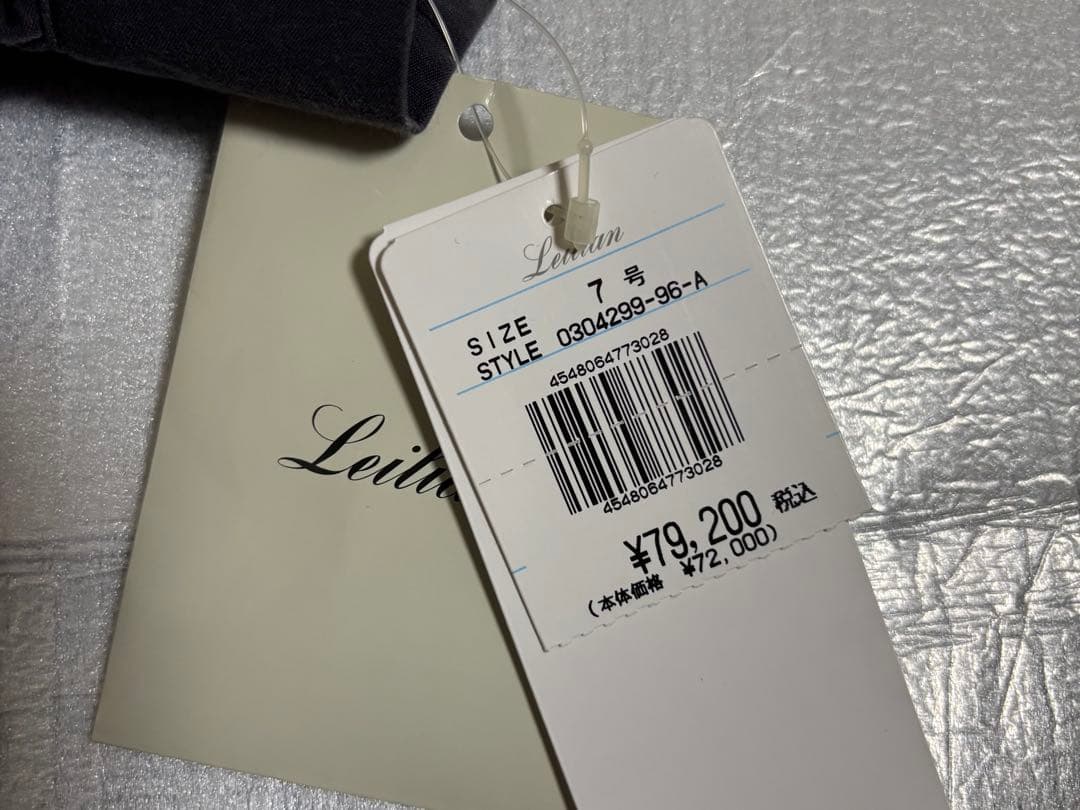 Leilian
SIZE 7 号
STYLE 0304299-96-A
4548064773028
4548064773028
¥79,200 税込
(本体価格 ¥72,000)
Leilian